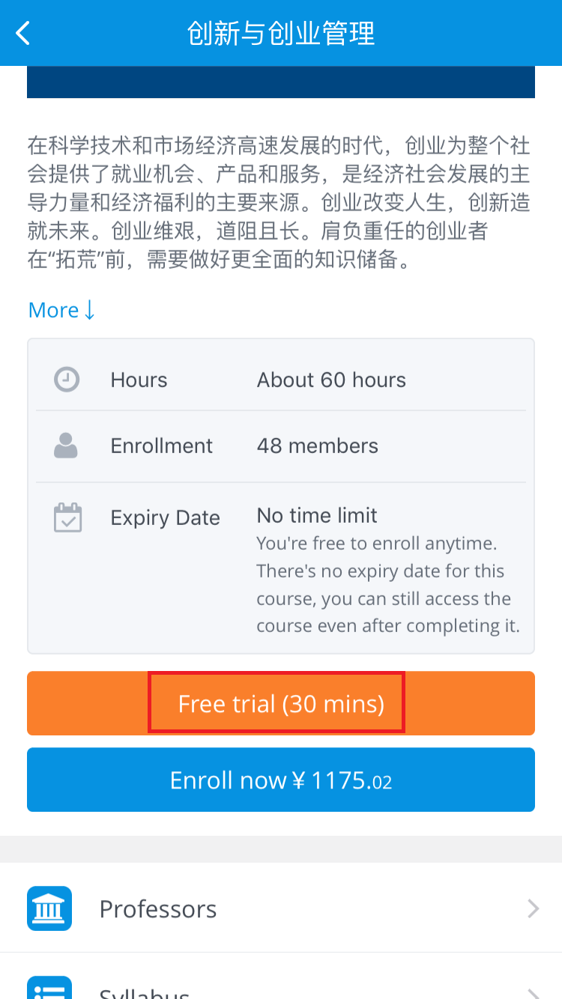 创新与创业管理
在科学技术和市场经济高速发展的时代，创业为整个社
会提供了就业机会、产品和服务，是经济社会发展的主
导力量和经济福利的主要来源。创业改变人生，创新造
就未来。创业维艰，道阻且长。肩负重任的创业者
在“拓荒”前，需要做好更全面的知识储备。
More ↓
Hours About 60 hours
Enrollment 48 members
Expiry Date No time limit
You're free to enroll anytime.
There's no expiry date for this
course, you can still access the
course even after completing it.
Free trial (30 mins)
Enroll now ¥ 1175.02
Professors
Syllabus